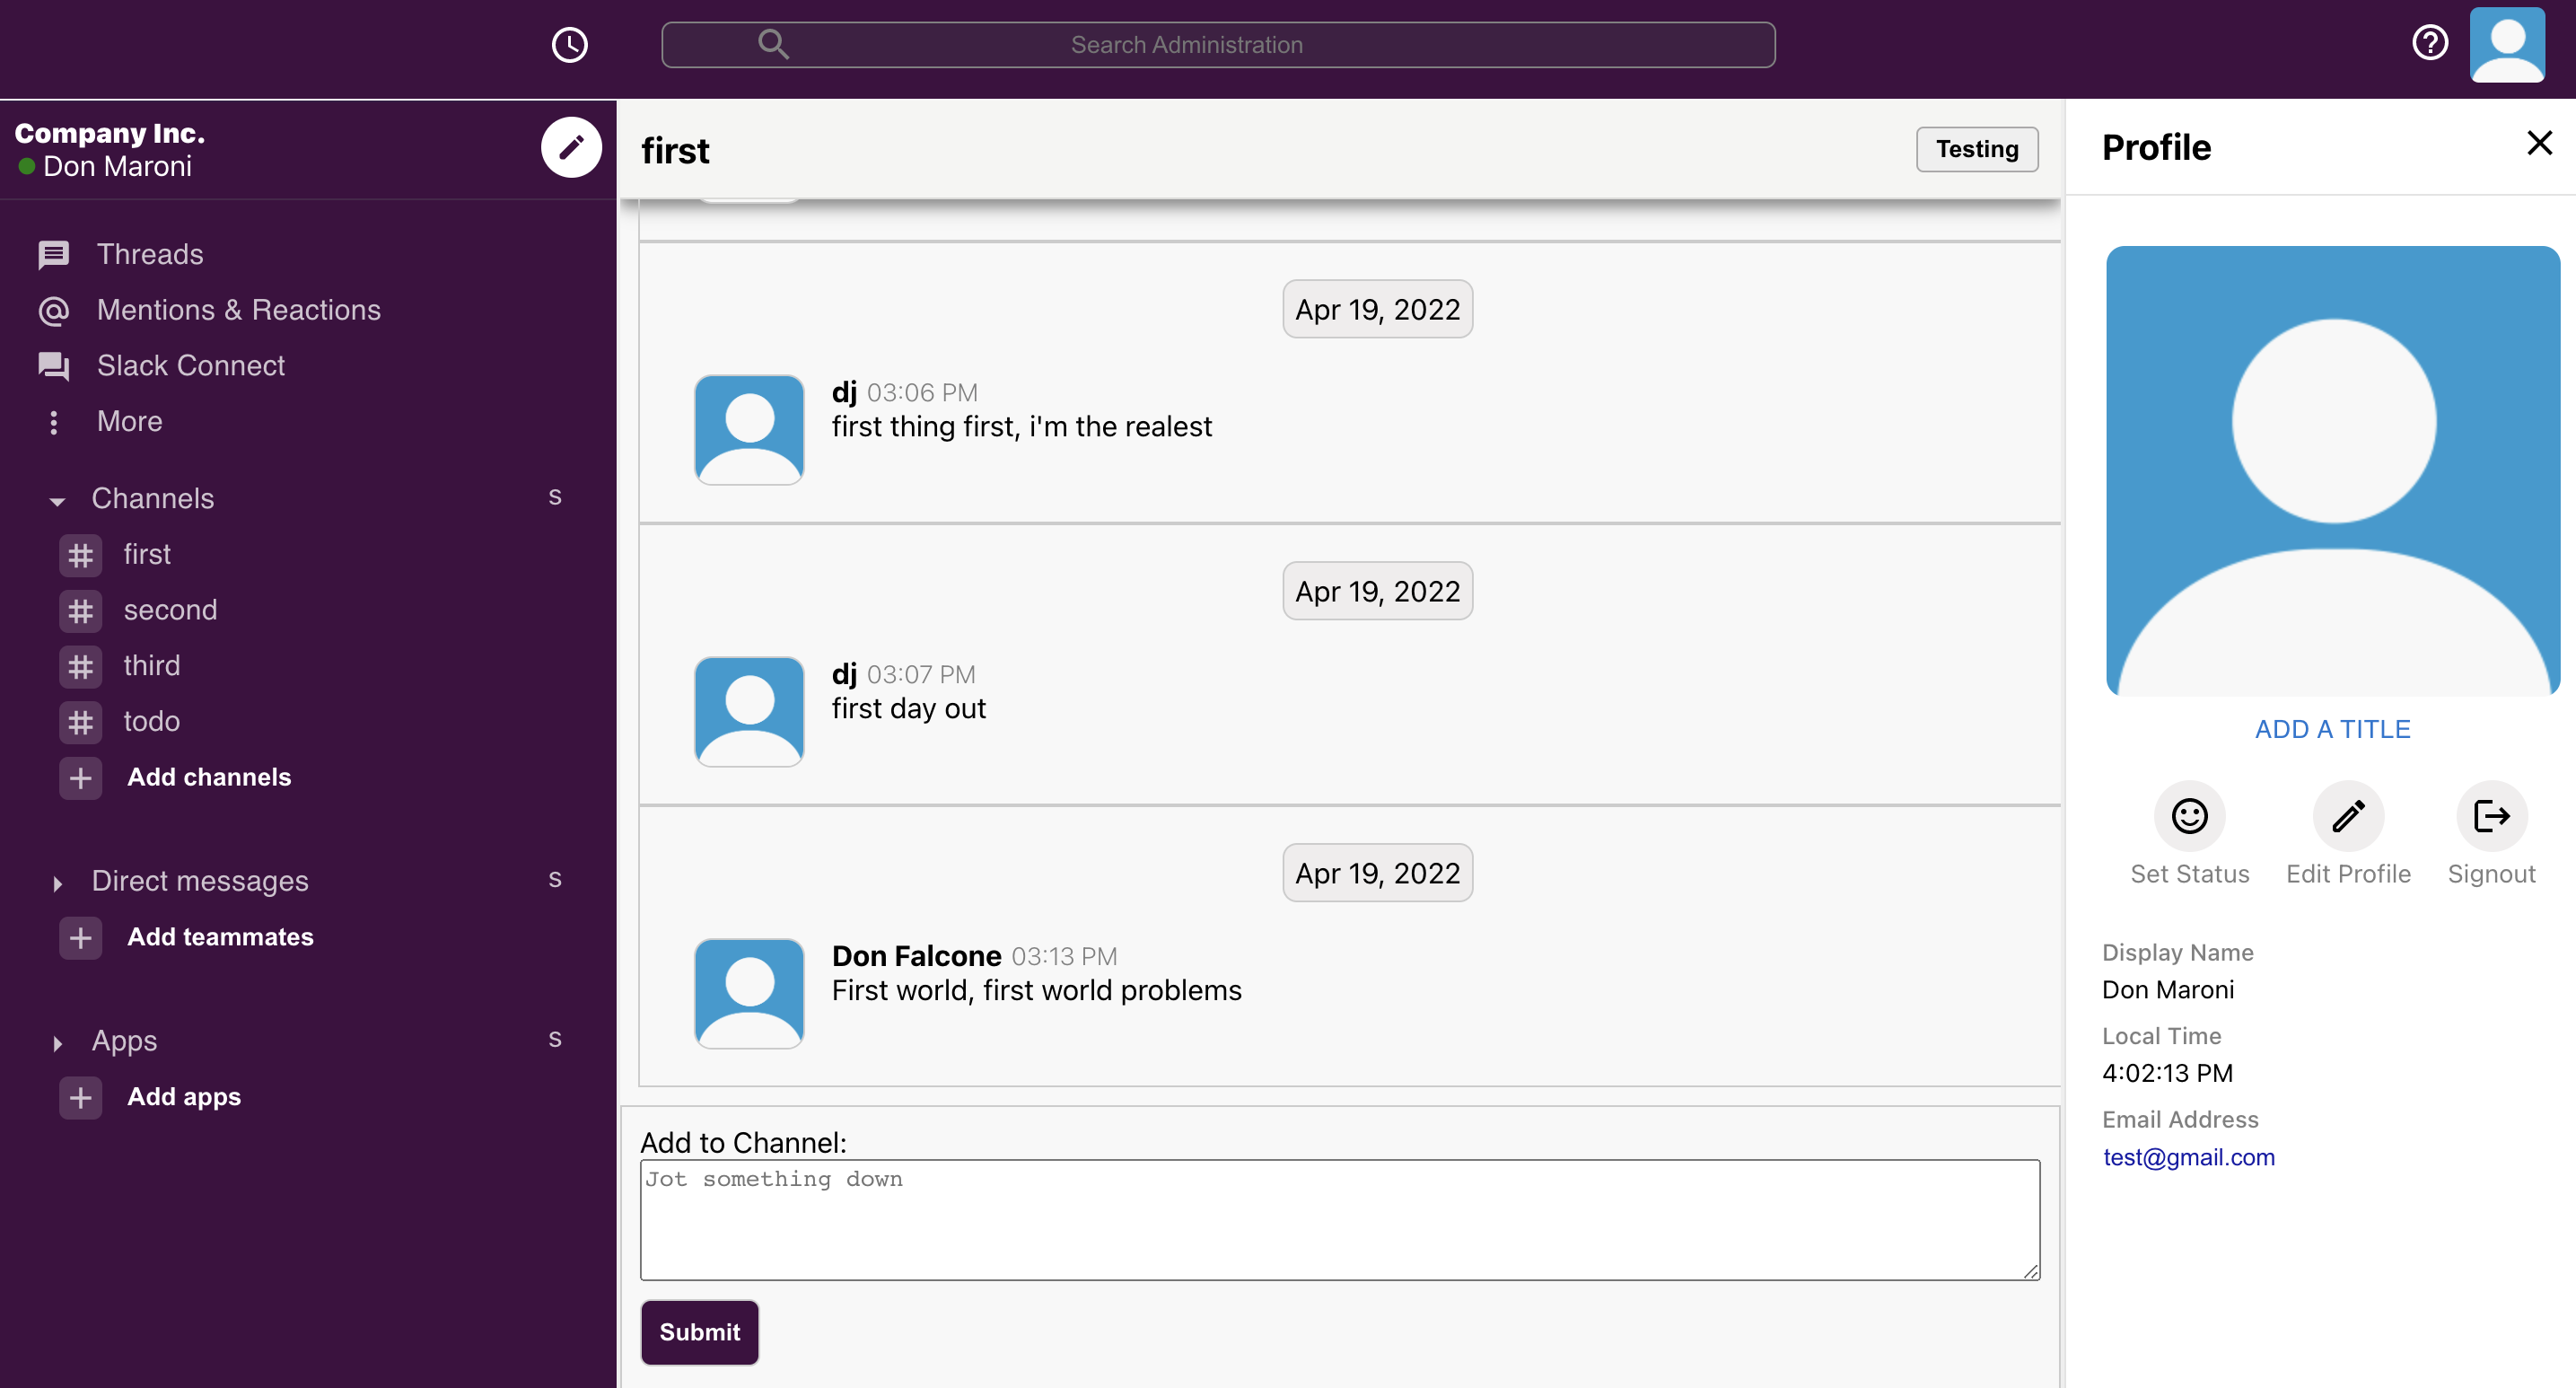 Search Administration
Company Inc.
Don Maroni
Threads
Mentions & Reactions
Slack Connect
More
Channels S
first
second
third
todo
Add channels
Direct messages S
Add teammates
Apps S
Add apps
first
Testing
Apr 19, 2022
dj 03:06 PM
first thing first, i'm the realest
Apr 19, 2022
dj 03:07 PM
first day out
Apr 19, 2022
Don Falcone 03:13 PM
First world, first world problems
Add to Channel:
Jot something down
Submit
Profile
ADD A TITLE
Set Status
Edit Profile
Signout
Display Name
Don Maroni
Local Time
4:02:13 PM
Email Address
test@gmail.com